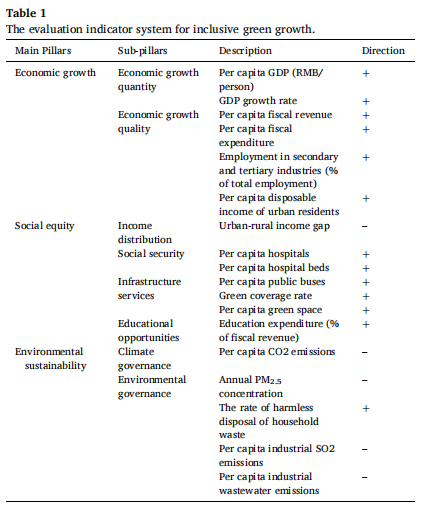 Table 1
The evaluation indicator system for inclusive green growth.
Main Pillars Sub-pillars Description Direction
Economic growth Economic growth Per capita GDP (RMB/ +
quantity person)
GDP growth rate +
Economic growth Per capita fiscal revenue +
quality Per capita fiscal +
expenditure
Employment in secondary +
and tertiary industries (%
of total employment)
Per capita disposable +
income of urban residents
Social equity Income Urban-rural income gap –
distribution
Social security Per capita hospitals +
Per capita hospital beds +
Infrastructure Per capita public buses +
services Green coverage rate +
Per capita green space +
Educational Education expenditure (% +
opportunities of fiscal revenue)
Environmental Climate Per capita CO2 emissions –
sustainability governance
Environmental Annual PM₂.₅ –
governance concentration
The rate of harmless +
disposal of household
waste
Per capita industrial SO2 –
emissions
Per capita industrial –
wastewater emissions